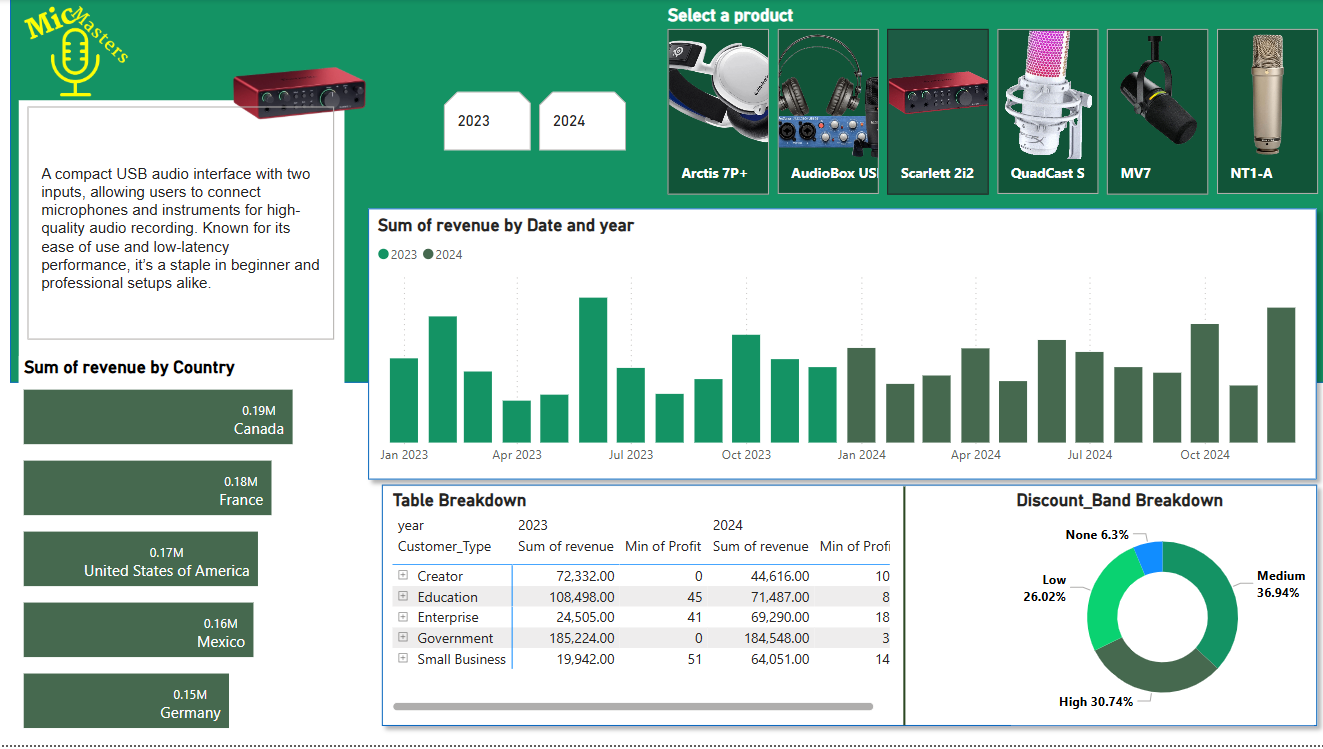 MicMasters
Select a product
2023
2024
Arctis 7P+
AudioBox US
Scarlett 2i2
QuadCast S
MV7
NT1-A
A compact USB audio interface with two
inputs, allowing users to connect
microphones and instruments for high-
quality audio recording. Known for its
ease of use and low-latency
performance, it's a staple in beginner and
professional setups alike.
Sum of revenue by Date and year
2023 2024
Jan 2023 Apr 2023 Jul 2023 Oct 2023 Jan 2024 Apr 2024 Jul 2024 Oct 2024
Sum of revenue by Country
0.19M
Canada
0.18M
France
0.17M
United States of America
0.16M
Mexico
0.15M
Germany
Table Breakdown
year 2023 2024
Customer_Type Sum of revenue Min of Profit Sum of revenue Min of Profi
Creator 72,332.00 0 44,616.00 10
Education 108,498.00 45 71,487.00 8
Enterprise 24,505.00 41 69,290.00 18
Government 185,224.00 0 184,548.00 3
Small Business 19,942.00 51 64,051.00 14
Discount_Band Breakdown
None 6.3%
Medium
36.94%
Low
26.02%
High 30.74%